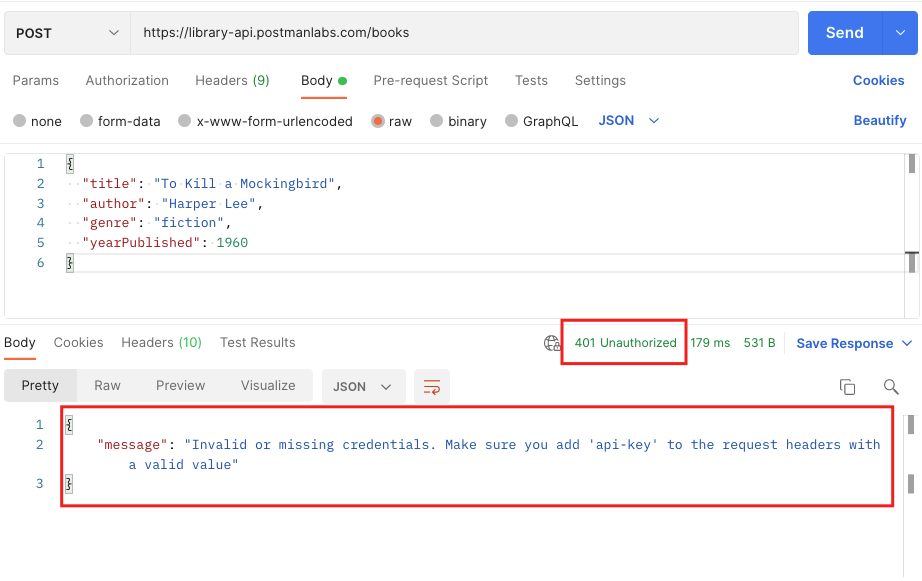 POST https://library-api.postmanlabs.com/books Send
Params Authorization Headers (9) Body Pre-request Script Tests Settings Cookies
none form-data x-www-form-urlencoded raw binary GraphQL JSON Beautify
1 {
2 "title": "To Kill a Mockingbird",
3 "author": "Harper Lee",
4 "genre": "fiction",
5 "yearPublished": 1960
6 }
Body Cookies Headers (10) Test Results 401 Unauthorized 179 ms 531 B Save Response
Pretty Raw Preview Visualize JSON
1 {
2 "message": "Invalid or missing credentials. Make sure you add 'api-key' to the request headers with
a valid value"
3 }